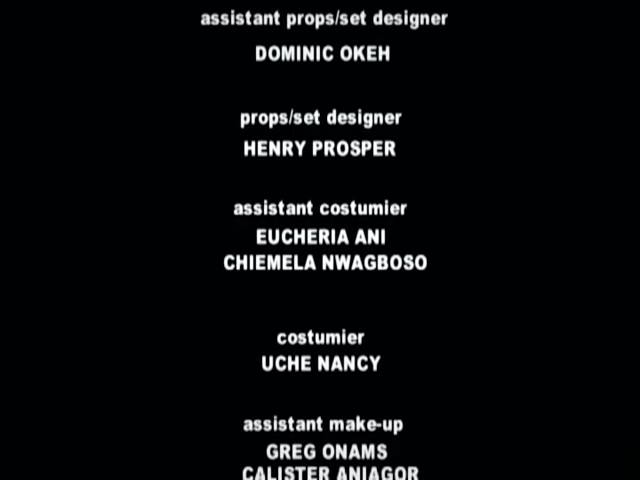 assistant props/set designer
DOMINIC OKEH
props/set designer
HENRY PROSPER
assistant costumier
EUCHERIA ANI
CHIEMELA NWAGBOSO
costumier
UCHE NANCY
assistant make-up
GREG ONAMS
CALISTER ANIAGOR